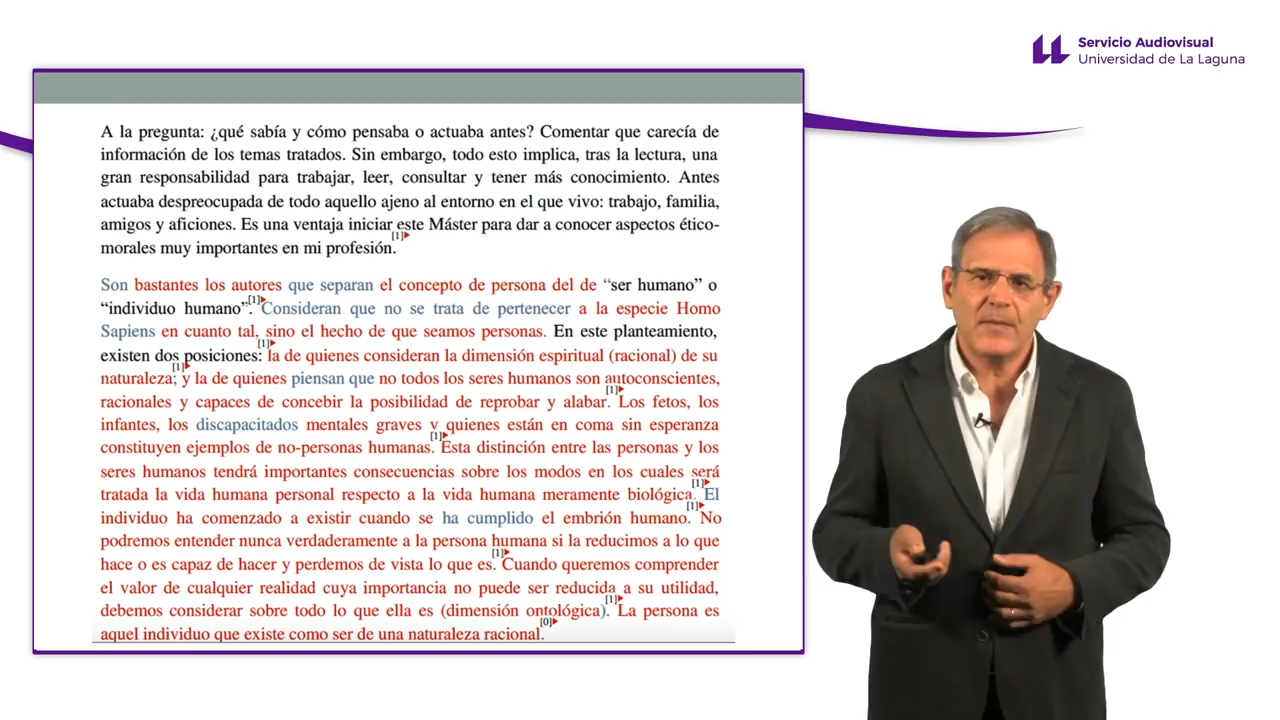 Servicio Audiovisual
Universidad de La Laguna
A la pregunta: ¿qué sabía y cómo pensaba o actuaba antes? Comentar que carecía de
información de los temas tratados. Sin embargo, todo esto implica, tras la lectura, una
gran responsabilidad para trabajar, leer, consultar y tener más conocimiento. Antes
actuaba despreocupada de todo aquello ajeno al entorno en el que vivo: trabajo, familia,
amigos y aficiones. Es una ventaja iniciar este Máster para dar a conocer aspectos ético-
morales muy importantes en mi profesión.[1]
Son bastantes los autores que separan el concepto de persona del de “ser humano” o
“individuo humano”.[1] Consideran que no se trata de pertenecer a la especie Homo
Sapiens en cuanto tal, sino el hecho de que seamos personas. En este planteamiento,
existen dos posiciones:[1] la de quienes consideran la dimensión espiritual (racional) de su
naturaleza;[1] y la de quienes piensan que no todos los seres humanos son autoconscientes,
racionales y capaces de concebir la posibilidad de reprobar y alabar.[1] Los fetos, los
infantes, los discapacitados mentales graves y quienes están en coma sin esperanza
constituyen ejemplos de no-personas humanas.[1] Esta distinción entre las personas y los
seres humanos tendrá importantes consecuencias sobre los modos en los cuales será
tratada la vida humana personal respecto a la vida humana meramente biológica.[1] El
individuo ha comenzado a existir cuando se ha cumplido el embrión humano.[1] No
podremos entender nunca verdaderamente a la persona humana si la reducimos a lo que
hace o es capaz de hacer y perdemos de vista lo que es.[1] Cuando queremos comprender
el valor de cualquier realidad cuya importancia no puede ser reducida a su utilidad,
debemos considerar sobre todo lo que ella es (dimensión ontológica).[1] La persona es
aquel individuo que existe como ser de una naturaleza racional.[0]